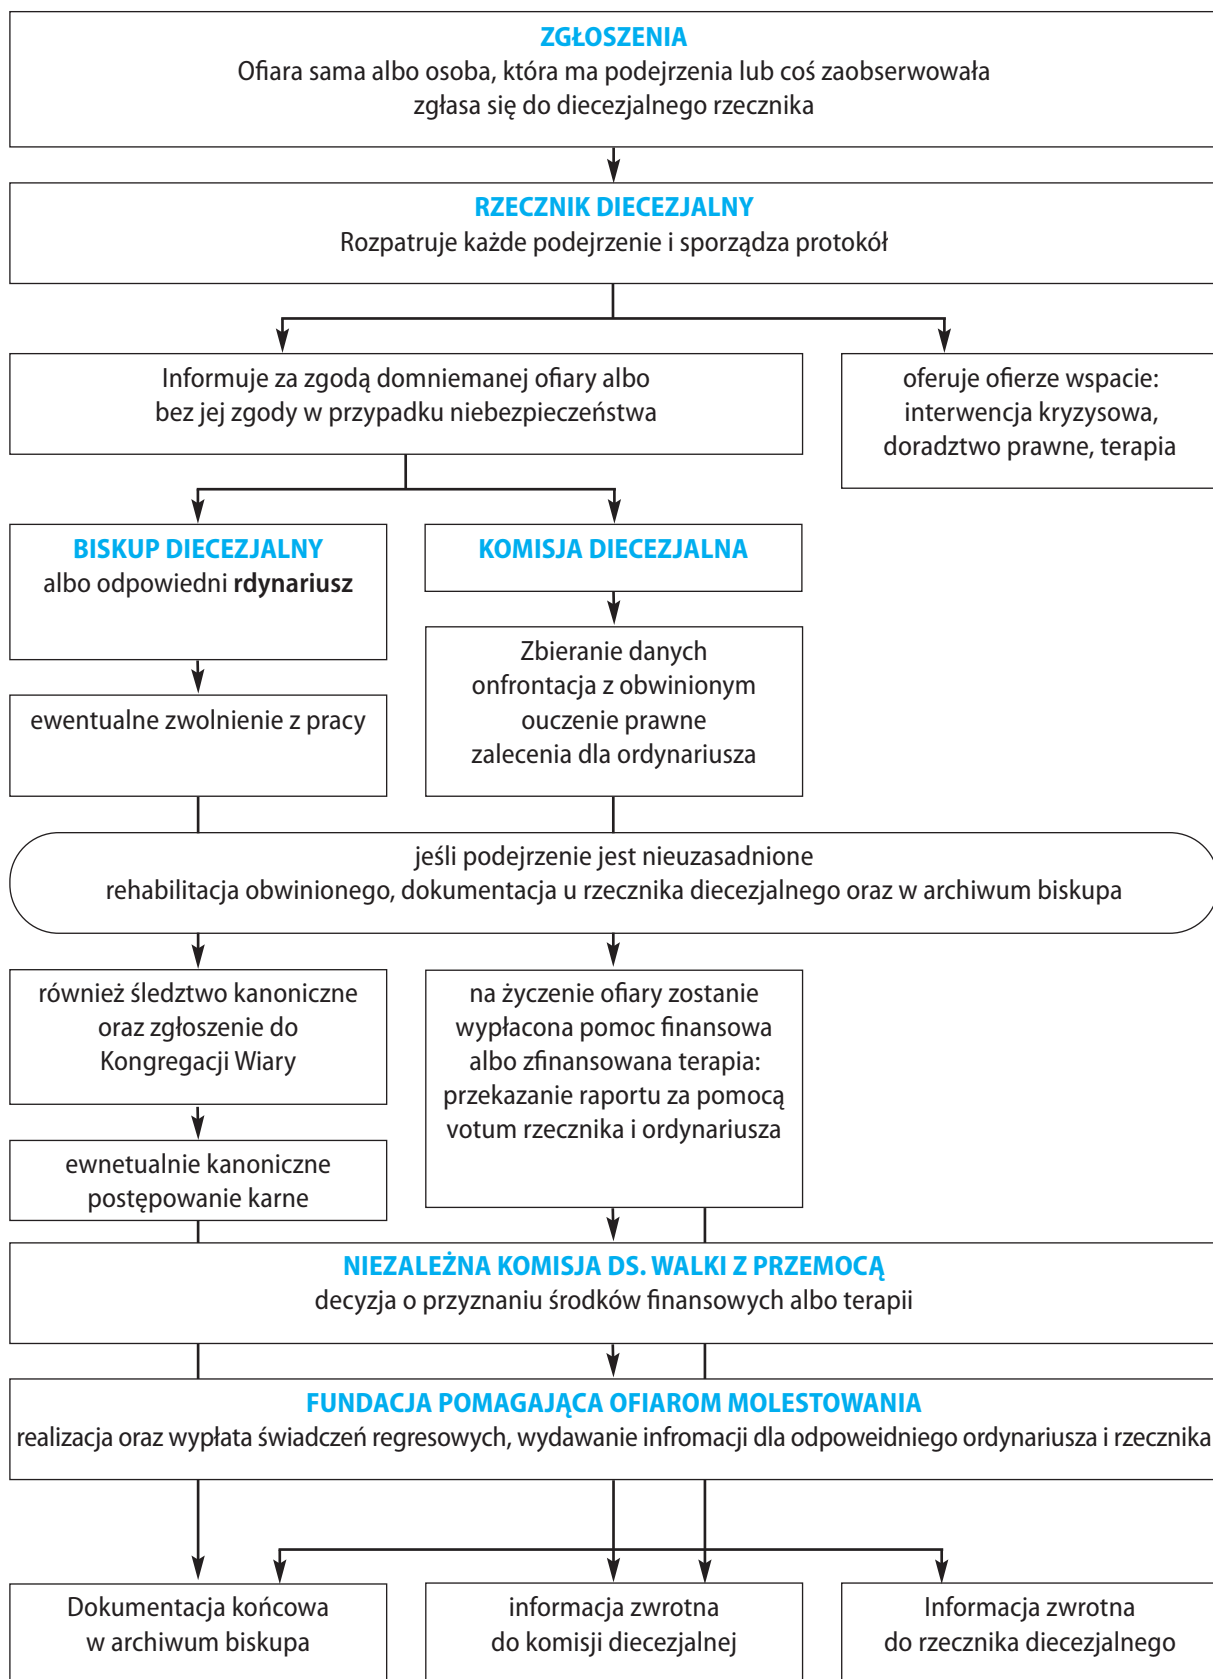 ZGŁOSZENIA
Ofiara sama albo osoba, która ma podejrzenia lub coś zaobserwowała
zgłasa się do diecezjalnego rzecznika
RZECZNIK DIECEZJALNY
Rozpatruje każde podejrzenie i sporządza protokół
Informuje za zgodą domniemanej ofiary albo
bez jej zgody w przypadku niebezpieczeństwa
oferuje ofierze wspacie:
interwencja kryzysowa,
doradztwo prawne, terapia
BISKUP DIECEZJALNY
albo odpowiedni rdynariusz
KOMISJA DIECEZJALNA
ewentualne zwolnienie z pracy
Zbieranie danych
onfrontacja z obwinionym
ouczenie prawne
zalecenia dla ordynariusza
jeśli podejrzenie jest nieuzasadnione
rehabilitacja obwinionego, dokumentacja u rzecznika diecezjalnego oraz w archiwum biskupa
również śledztwo kanoniczne
oraz zgłoszenie do
Kongregacji Wiary
na życzenie ofiary zostanie
wypłacona pomoc finansowa
albo zfinansowana terapia:
przekazanie raportu za pomocą
votum rzecznika i ordynariusza
ewnetualnie kanoniczne
postępowanie karne
NIEZALEŻNA KOMISJA DS. WALKI Z PRZEMOCĄ
decyzja o przyznaniu środków finansowych albo terapii
FUNDACJA POMAGAJĄCA OFIAROM MOLESTOWANIA
realizacja oraz wypłata świadczeń regresowych, wydawanie infromacji dla odpoweidniego ordynariusza i rzecznika
Dokumentacja końcowa
w archiwum biskupa
informacja zwrotna
do komisji diecezjalnej
Informacja zwrotna
do rzecznika diecezjalnego